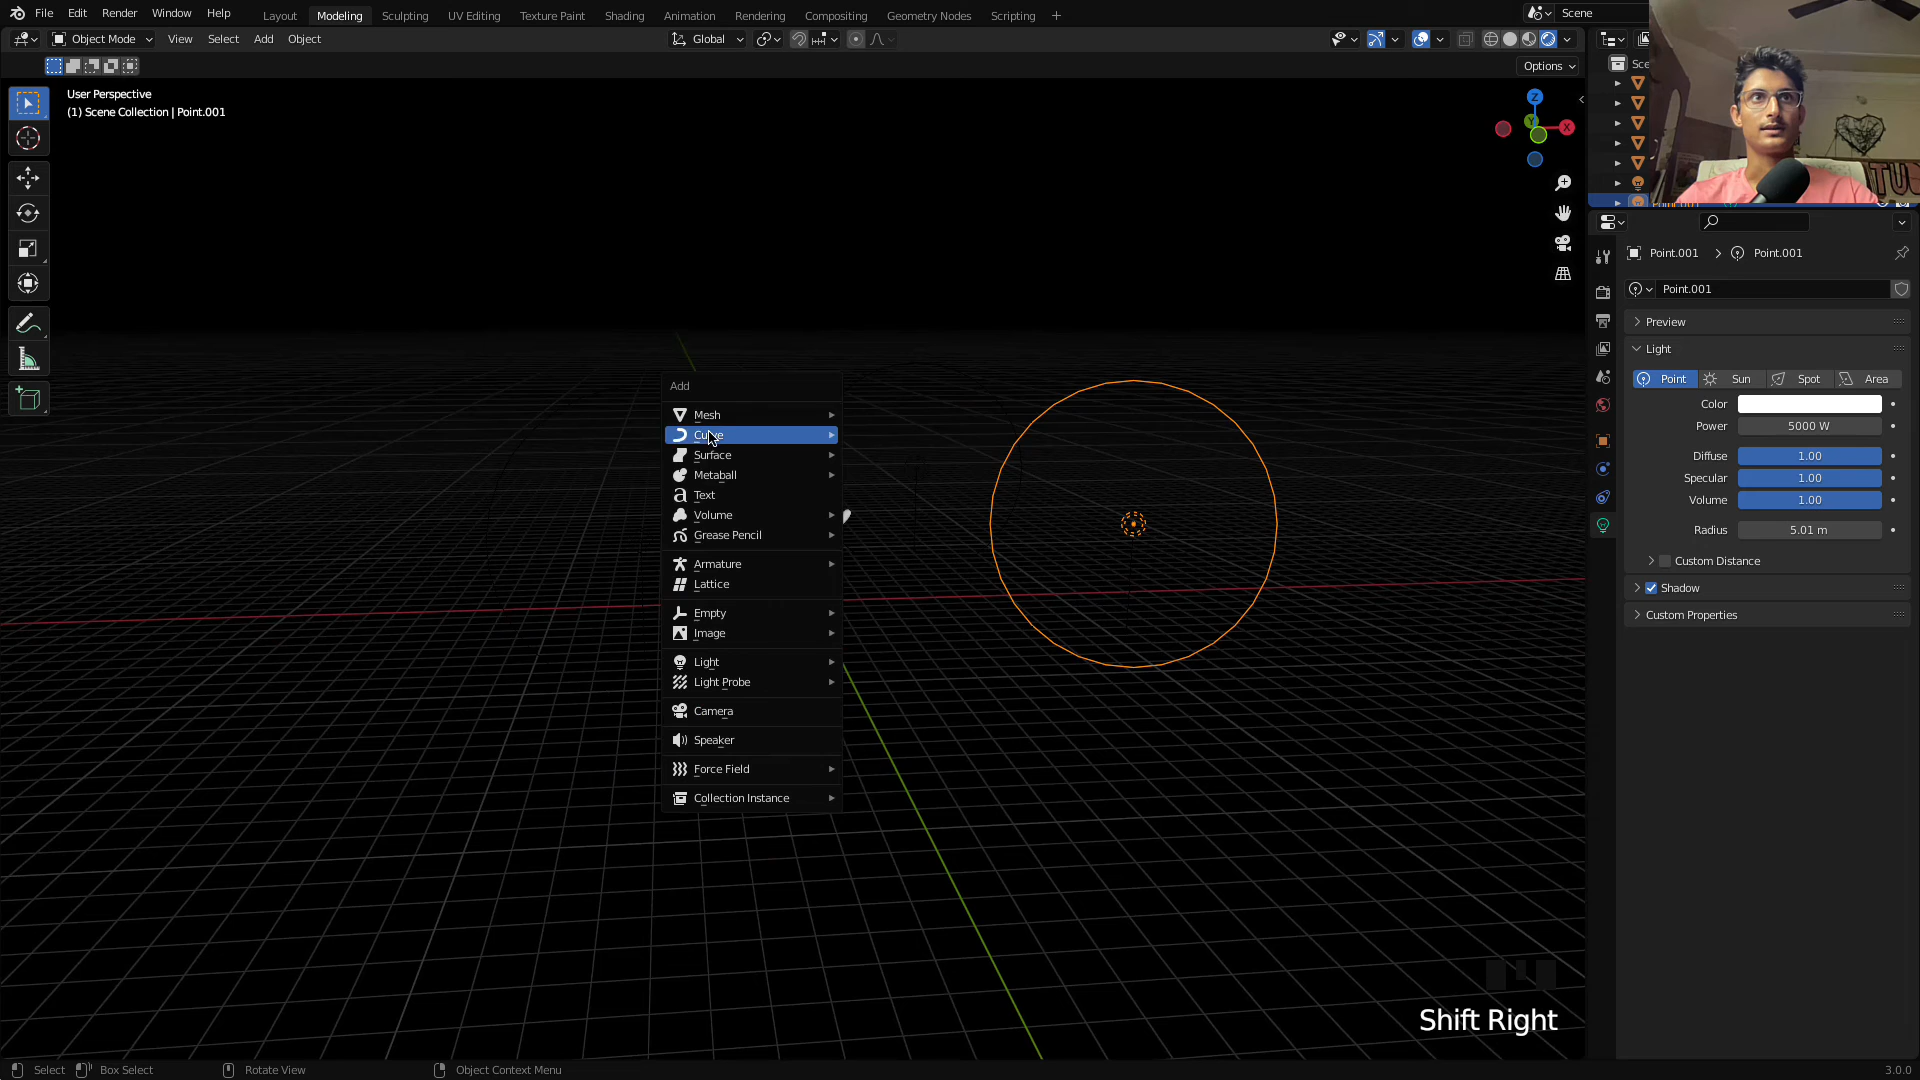 File Edit Render Window Help
Layout Modeling Sculpting UV Editing Texture Paint Shading Animation Rendering Compositing Geometry Nodes Scripting +
Scene
Object Mode View Select Add Object
Global
Options
User Perspective
(1) Scene Collection | Point.001
Z
Y
X
Add
Mesh
Curve
Surface
Metaball
Text
Volume
Grease Pencil
Armature
Lattice
Empty
Image
Light
Light Probe
Camera
Speaker
Force Field
Collection Instance
Point.001 > Point.001
Point.001
Preview
Light
Point Sun Spot Area
Color
Power 5000 W
Diffuse 1.00
Specular 1.00
Volume 1.00
Radius 5.01 m
Custom Distance
Shadow
Custom Properties
Shift Right
Select Box Select Rotate View Object Context Menu
3.0.0